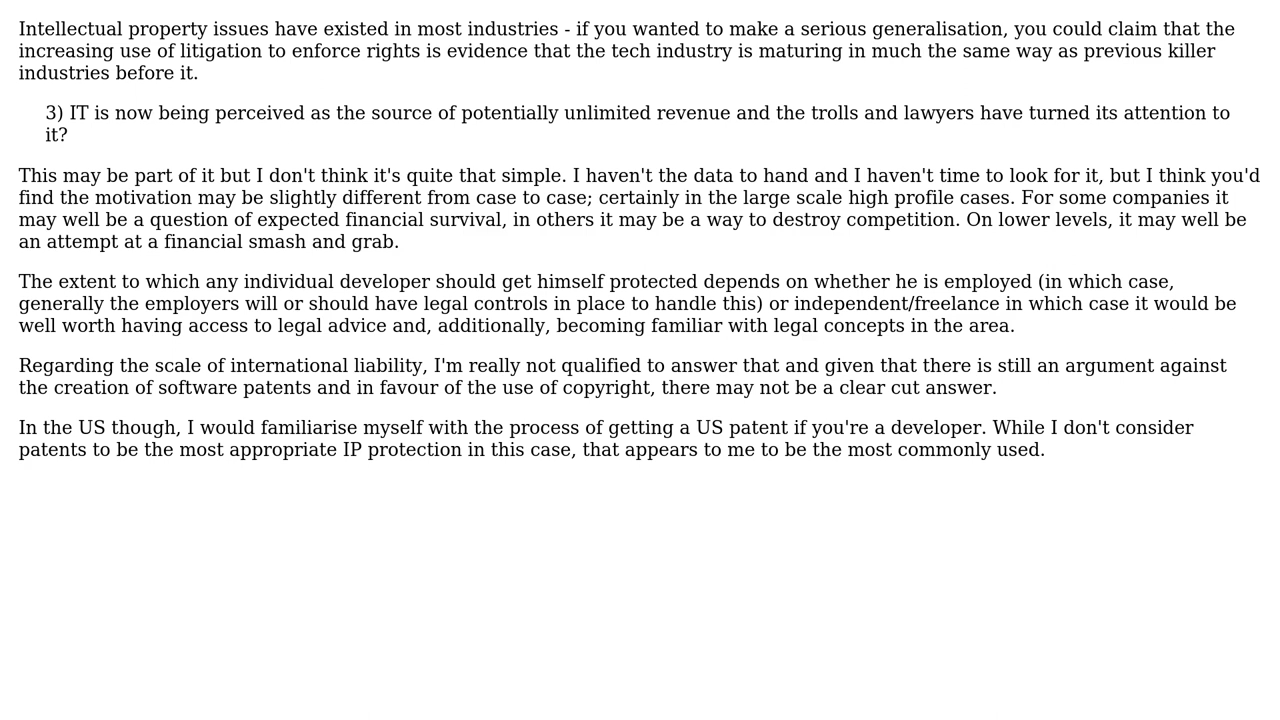 Intellectual property issues have existed in most industries - if you wanted to make a serious generalisation, you could claim that the
increasing use of litigation to enforce rights is evidence that the tech industry is maturing in much the same way as previous killer
industries before it.
3) IT is now being perceived as the source of potentially unlimited revenue and the trolls and lawyers have turned its attention to
it?
This may be part of it but I don't think it's quite that simple. I haven't the data to hand and I haven't time to look for it, but I think you'd
find the motivation may be slightly different from case to case; certainly in the large scale high profile cases. For some companies it
may well be a question of expected financial survival, in others it may be a way to destroy competition. On lower levels, it may well be
an attempt at a financial smash and grab.
The extent to which any individual developer should get himself protected depends on whether he is employed (in which case,
generally the employers will or should have legal controls in place to handle this) or independent/freelance in which case it would be
well worth having access to legal advice and, additionally, becoming familiar with legal concepts in the area.
Regarding the scale of international liability, I'm really not qualified to answer that and given that there is still an argument against
the creation of software patents and in favour of the use of copyright, there may not be a clear cut answer.
In the US though, I would familiarise myself with the process of getting a US patent if you're a developer. While I don't consider
patents to be the most appropriate IP protection in this case, that appears to me to be the most commonly used.